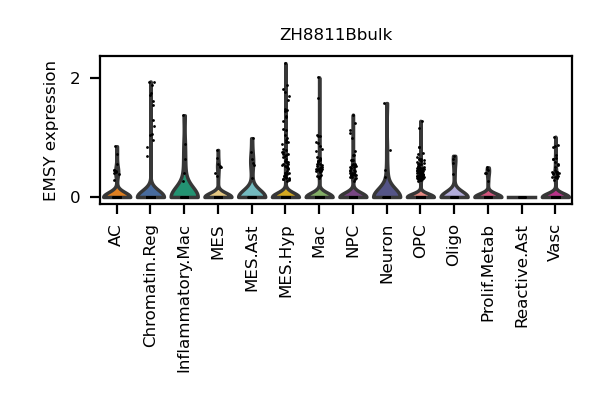 ZH8811Bbulk
EMSY expression
2
0
AC
Chromatin.Reg
Inflammatory.Mac
MES
MES.Ast
MES.Hyp
Mac
NPC
Neuron
OPC
Oligo
Prolif.Metab
Reactive.Ast
Vasc